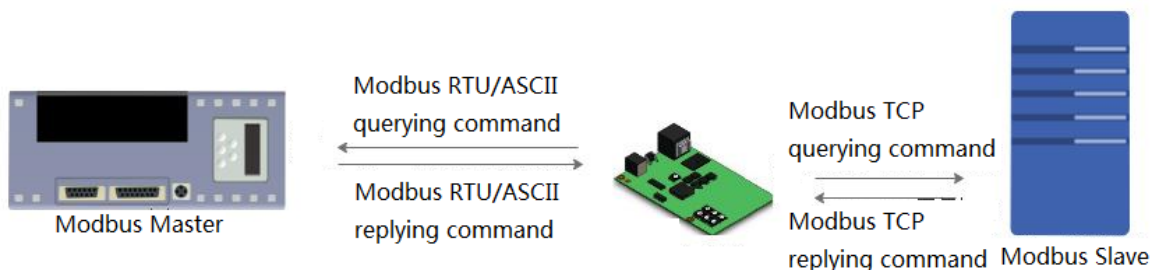 Modbus RTU/ASCII
querying command
Modbus RTU/ASCII
replying command
Modbus Master
Modbus TCP
querying command
Modbus TCP
replying command
Modbus Slave